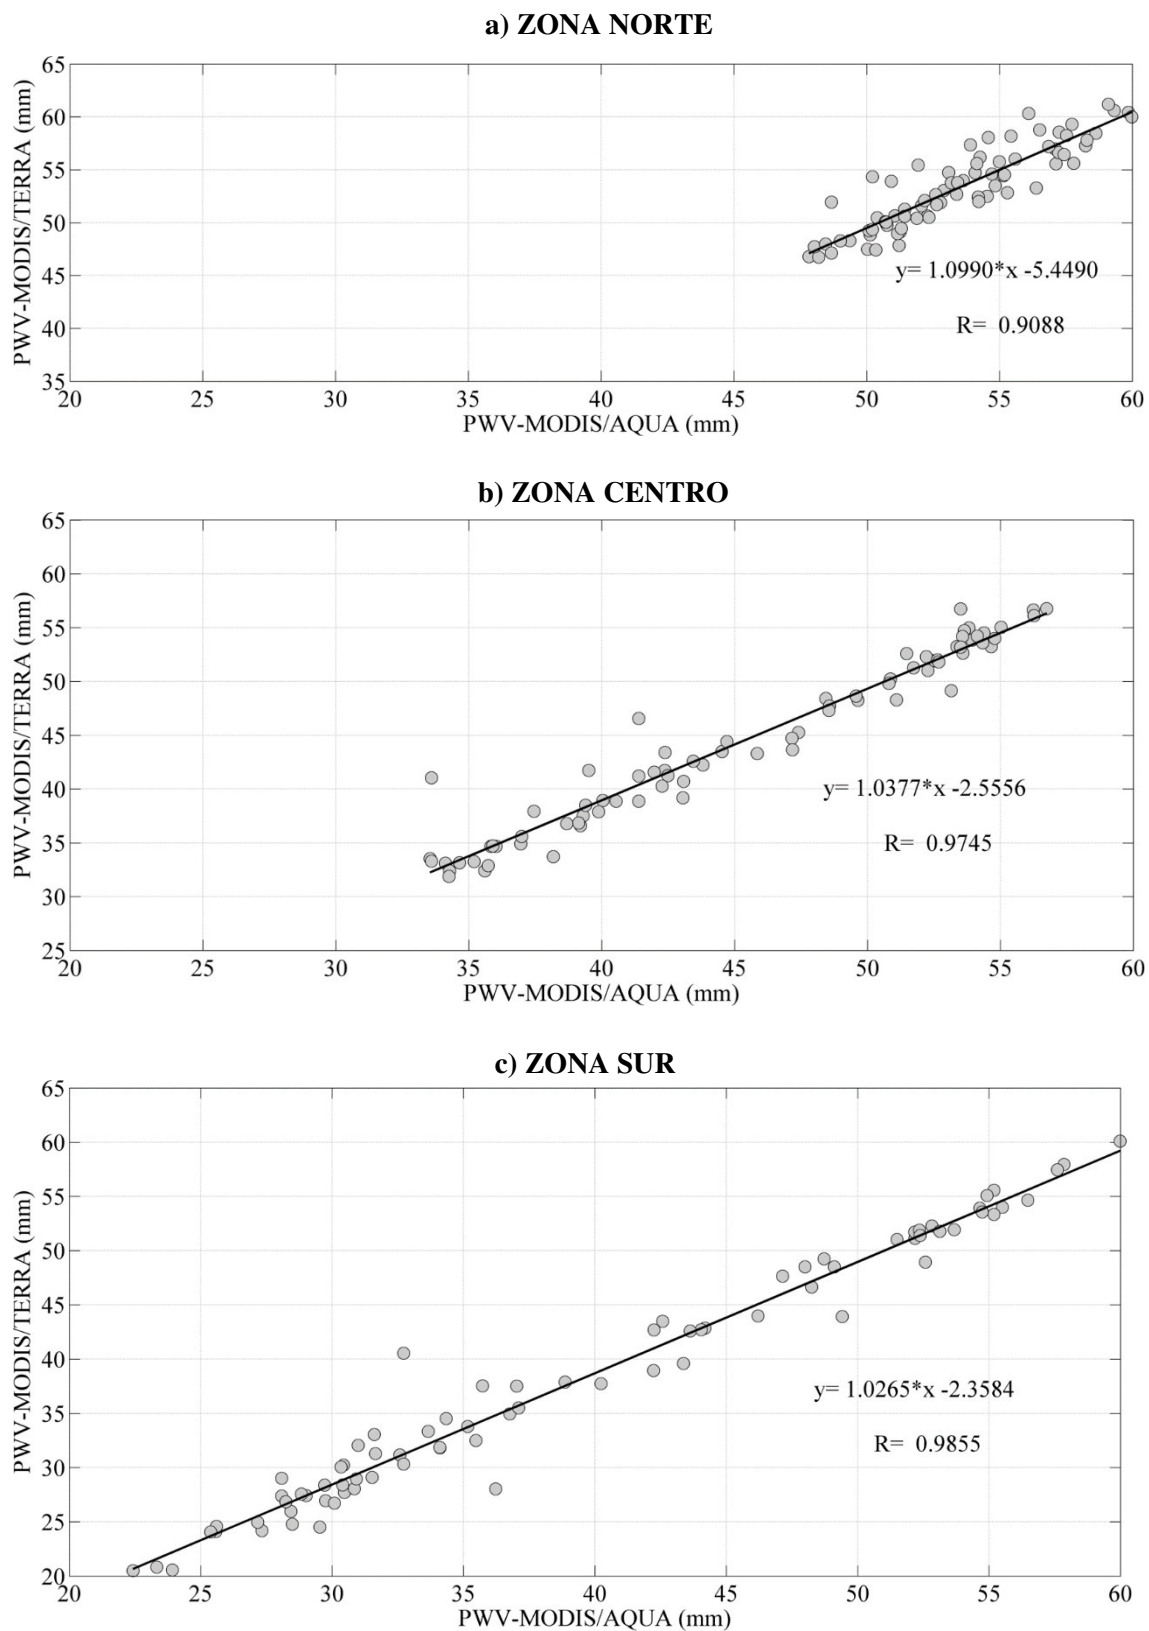 a) ZONA NORTE
65
60
55
50
45
40
35
PWV-MODIS/TERRA (mm)
y= 1.0990*x -5.4490
R= 0.9088
20 25 30 35 40 45 50 55 60
PWV-MODIS/AQUA (mm)
b) ZONA CENTRO
65
60
55
50
45
40
35
30
25
PWV-MODIS/TERRA (mm)
y= 1.0377*x -2.5556
R= 0.9745
20 25 30 35 40 45 50 55 60
PWV-MODIS/AQUA (mm)
c) ZONA SUR
65
60
55
50
45
40
35
30
25
20
PWV-MODIS/TERRA (mm)
y= 1.0265*x -2.3584
R= 0.9855
20 25 30 35 40 45 50 55 60
PWV-MODIS/AQUA (mm)